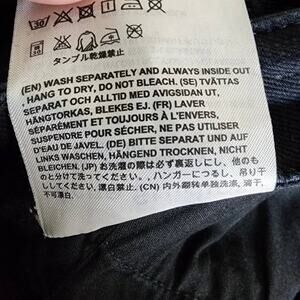 30
タンブル乾燥禁止
(EN) WASH SEPARATELY AND ALWAYS INSIDE OUT
, HANG TO DRY, DO NOT BLACH. (SE) TVÄTTAS
SEPARAT OCH ALLTID MED AVIGSIDAN UT,
HÄNGTORKAS, BLEKES EJ. (FR) LAVER
SÉPARÉMENT ET TOUJOURS À L'ENVERS,
SUSPENDRE POUR SÉCHER, NE PAS UTILISER
D'EAU DE JAVEL. (DE) BITTE SEPARAT UND AUF
LINKS WASCHEN, HÄNGEND TROCKNEN, NICHT
BLEICHEN. (JP) お洗濯の際は必ず裏返しにし、他のも
のと分けて洗ってください。, ハンガーにつるし、吊り干
ししてください, 漂白禁止. (CN) 内外翻转单独洗涤, 滴干,
不可漂白.